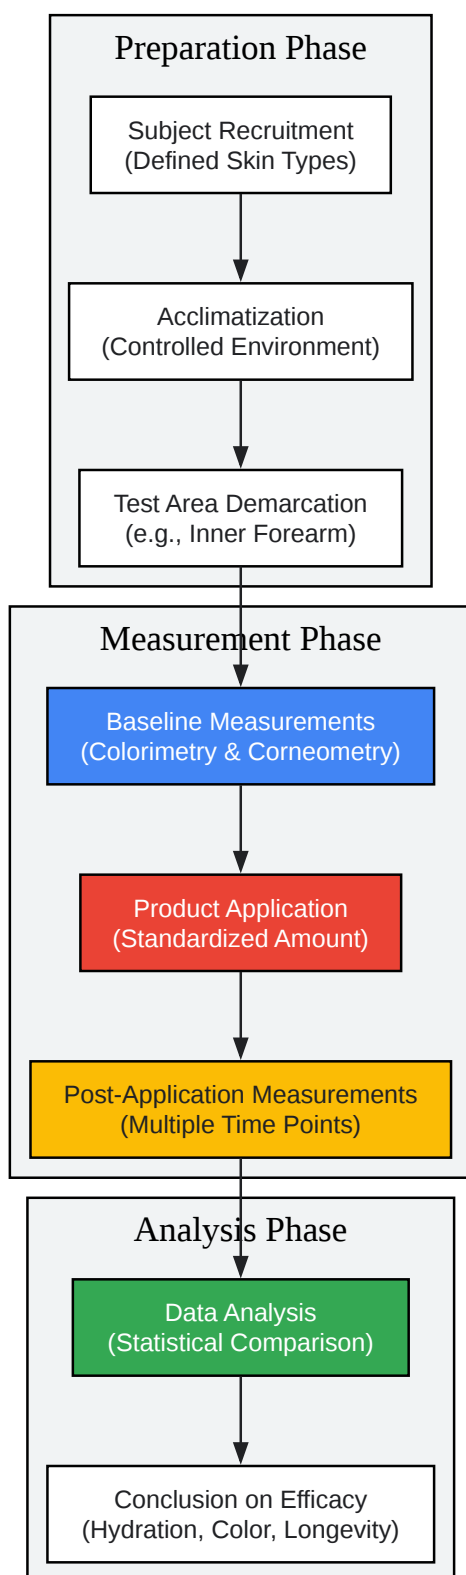 Preparation Phase
Subject Recruitment
(Defined Skin Types)
Acclimatization
(Controlled Environment)
Test Area Demarcation
(e.g., Inner Forearm)
Measurement Phase
Baseline Measurements
(Colorimetry & Corneometry)
Product Application
(Standardized Amount)
Post-Application Measurements
(Multiple Time Points)
Analysis Phase
Data Analysis
(Statistical Comparison)
Conclusion on Efficacy
(Hydration, Color, Longevity)